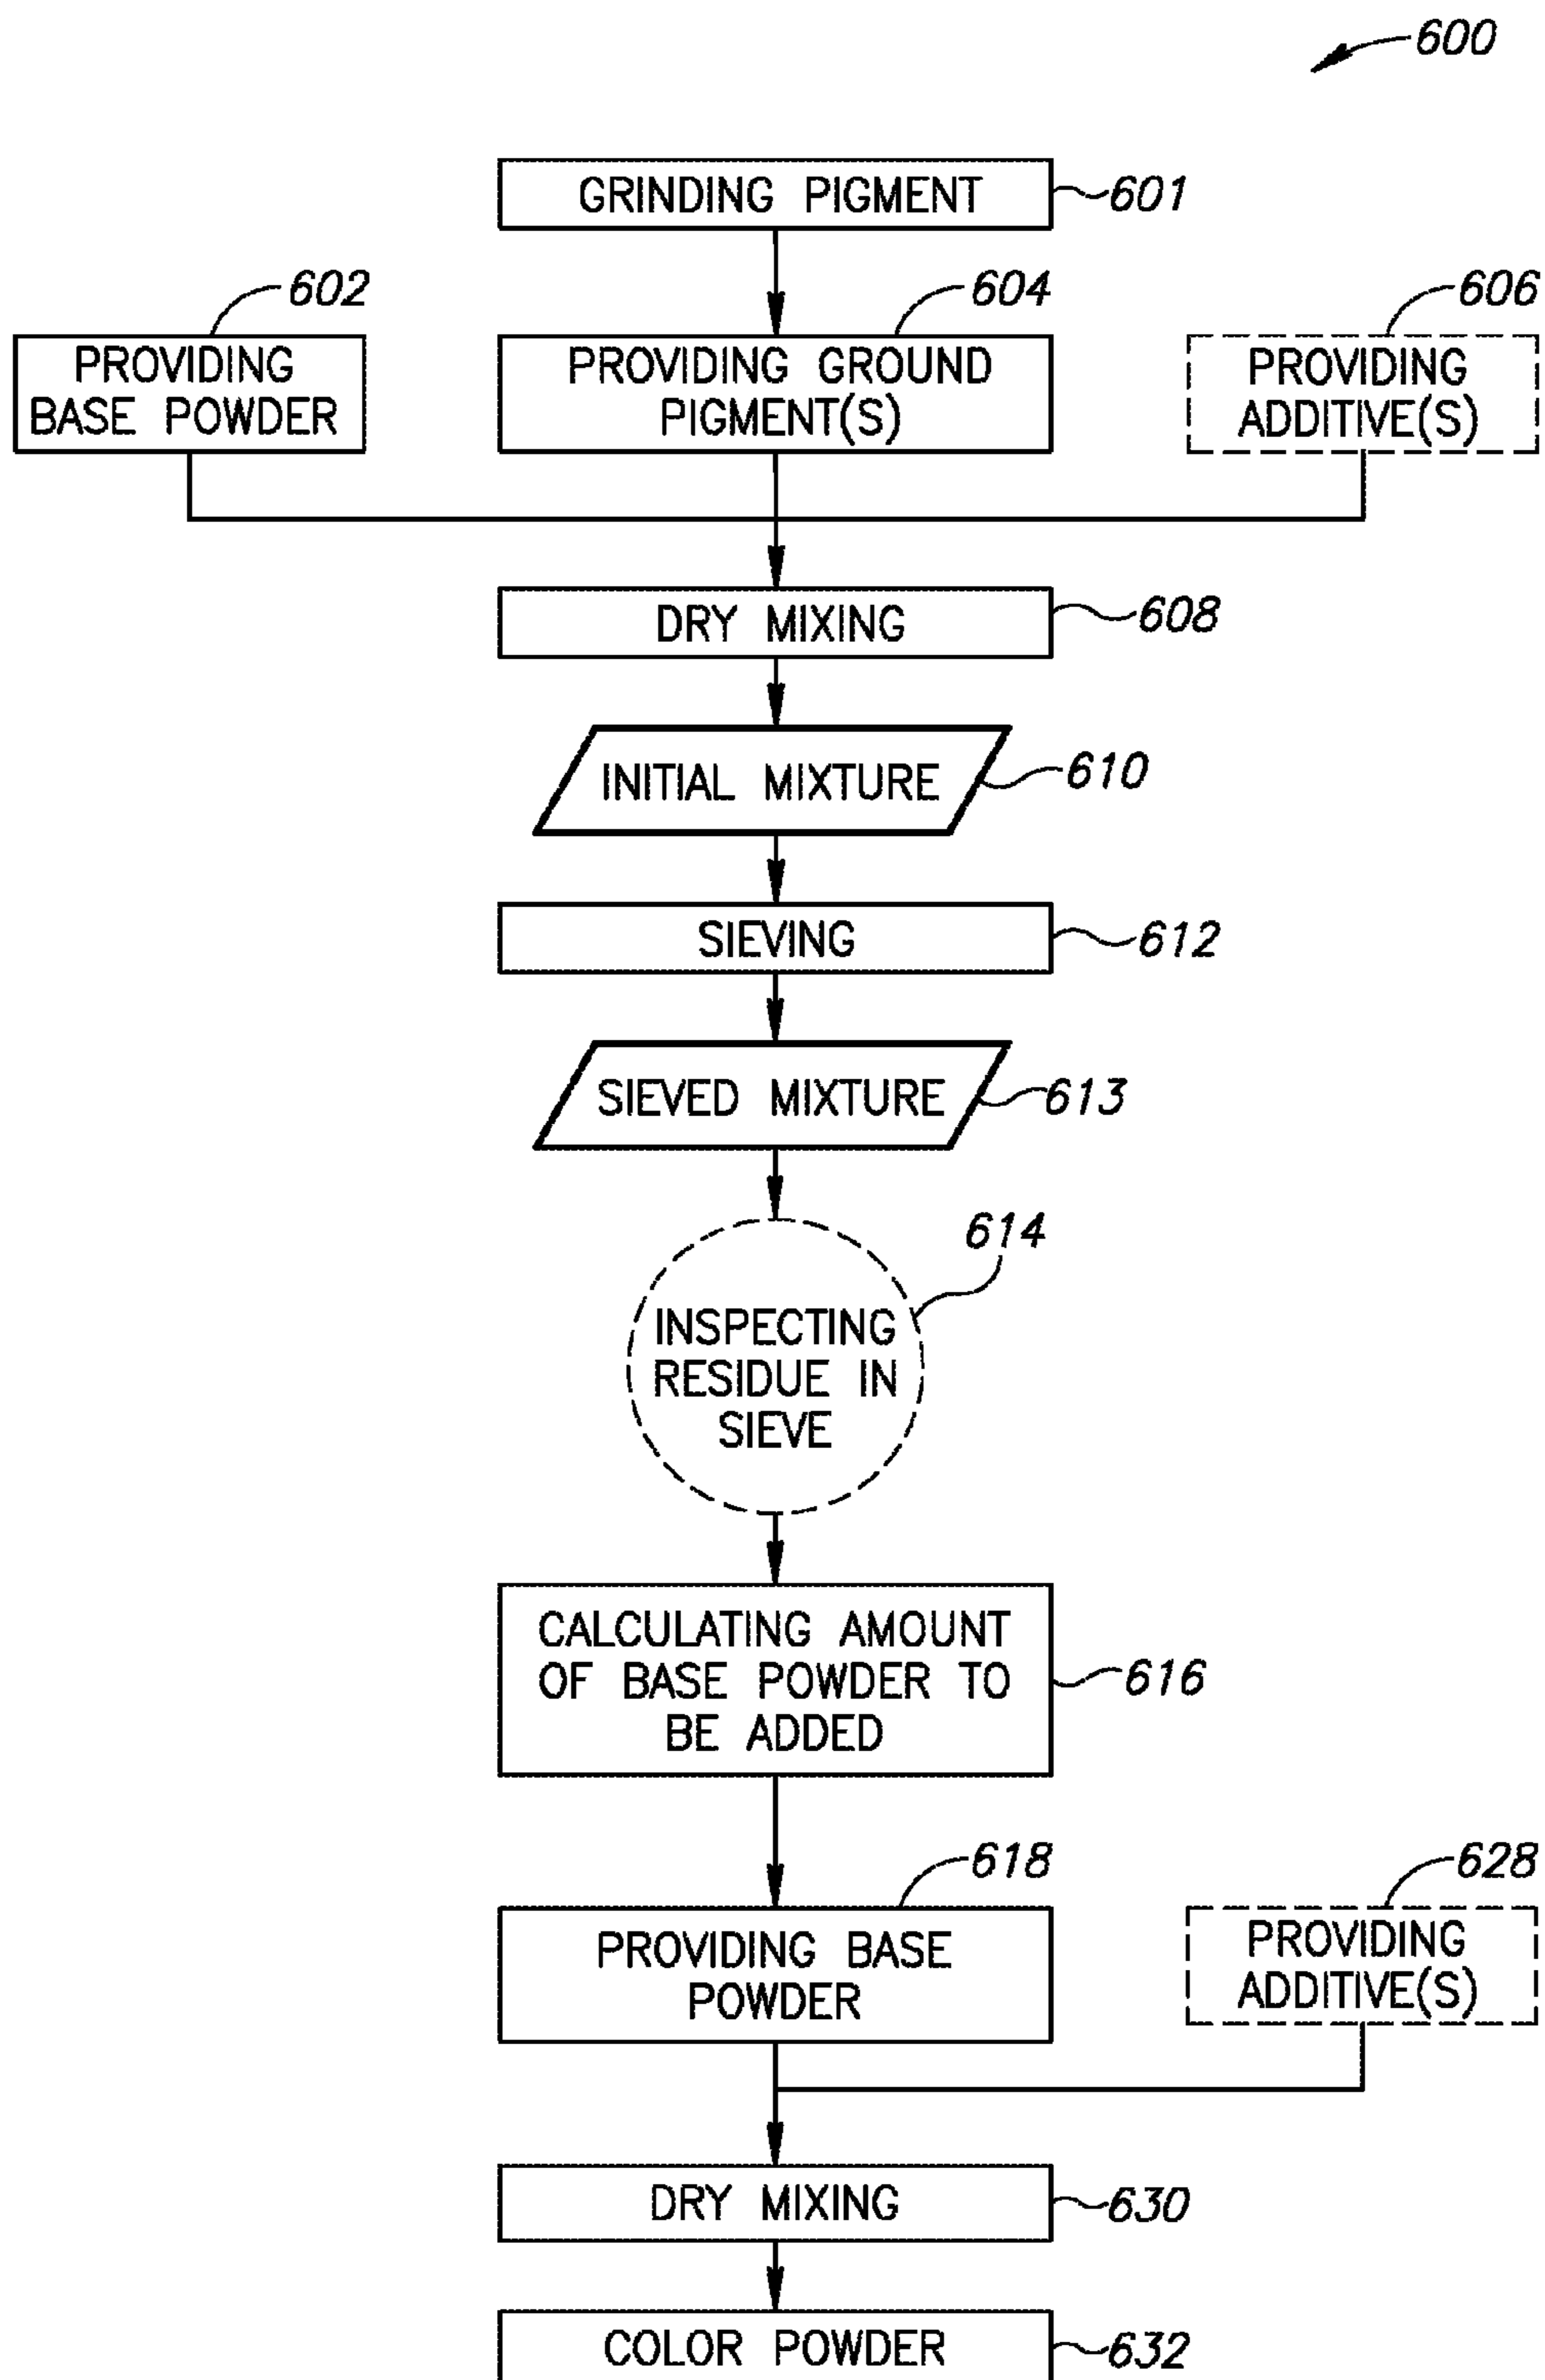 600
GRINDING PIGMENT
601
602
604
606
PROVIDING
BASE POWDER
PROVIDING GROUND
PIGMENT(S)
PROVIDING
ADDITIVE(S)
DRY MIXING
608
INITIAL MIXTURE
610
SIEVING
612
SIEVED MIXTURE
613
614
INSPECTING
RESIDUE IN
SIEVE
CALCULATING AMOUNT
OF BASE POWDER TO
BE ADDED
616
618
628
PROVIDING BASE
POWDER
PROVIDING
ADDITIVE(S)
DRY MIXING
630
COLOR POWDER
632